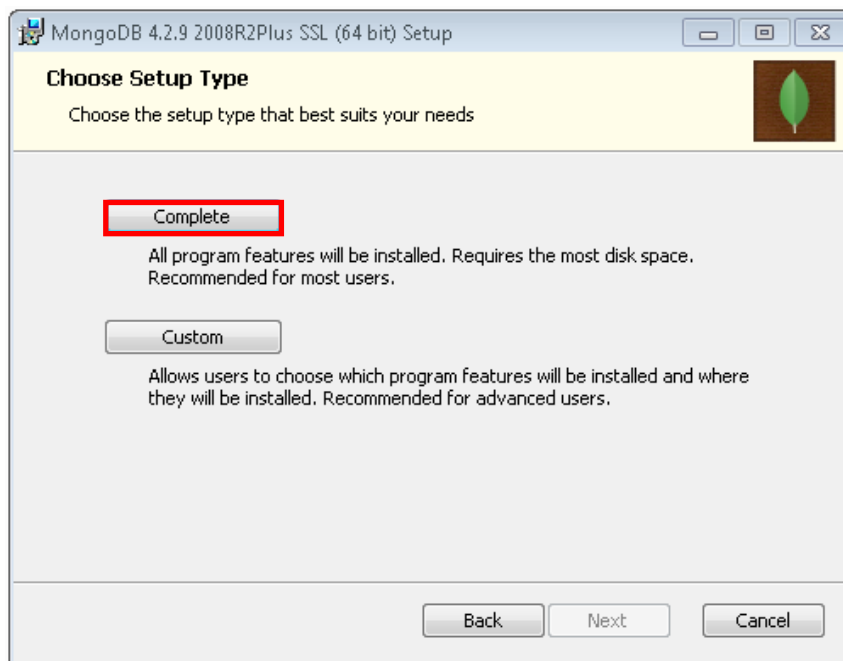 MongoDB 4.2.9 2008R2Plus SSL (64 bit) Setup
Choose Setup Type
Choose the setup type that best suits your needs
Complete
All program features will be installed. Requires the most disk space.
Recommended for most users.
Custom
Allows users to choose which program features will be installed and where
they will be installed. Recommended for advanced users.
Back
Next
Cancel